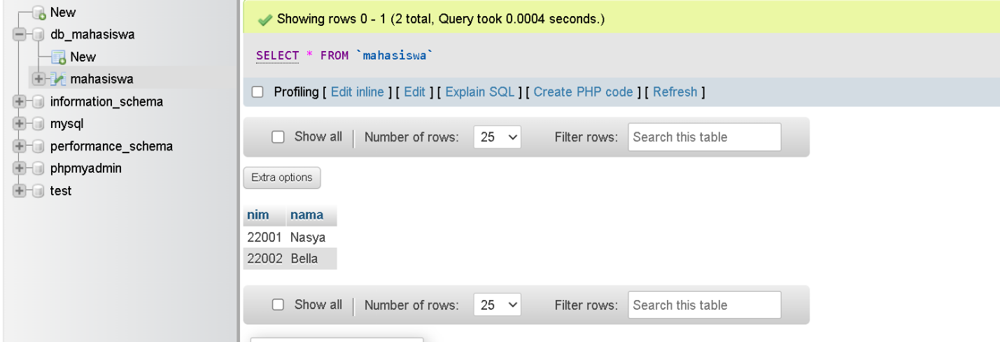 New
db_mahasiswa
New
mahasiswa
information_schema
mysql
performance_schema
phpmyadmin
test
Showing rows 0 - 1 (2 total, Query took 0.0004 seconds.)
SELECT * FROM `mahasiswa`
Profiling [ Edit inline ] [ Edit ] [ Explain SQL ] [ Create PHP code ] [ Refresh ]
Show all | Number of rows: 25 Filter rows: Search this table
Extra options
nim nama
22001 Nasya
22002 Bella
Show all | Number of rows: 25 Filter rows: Search this table